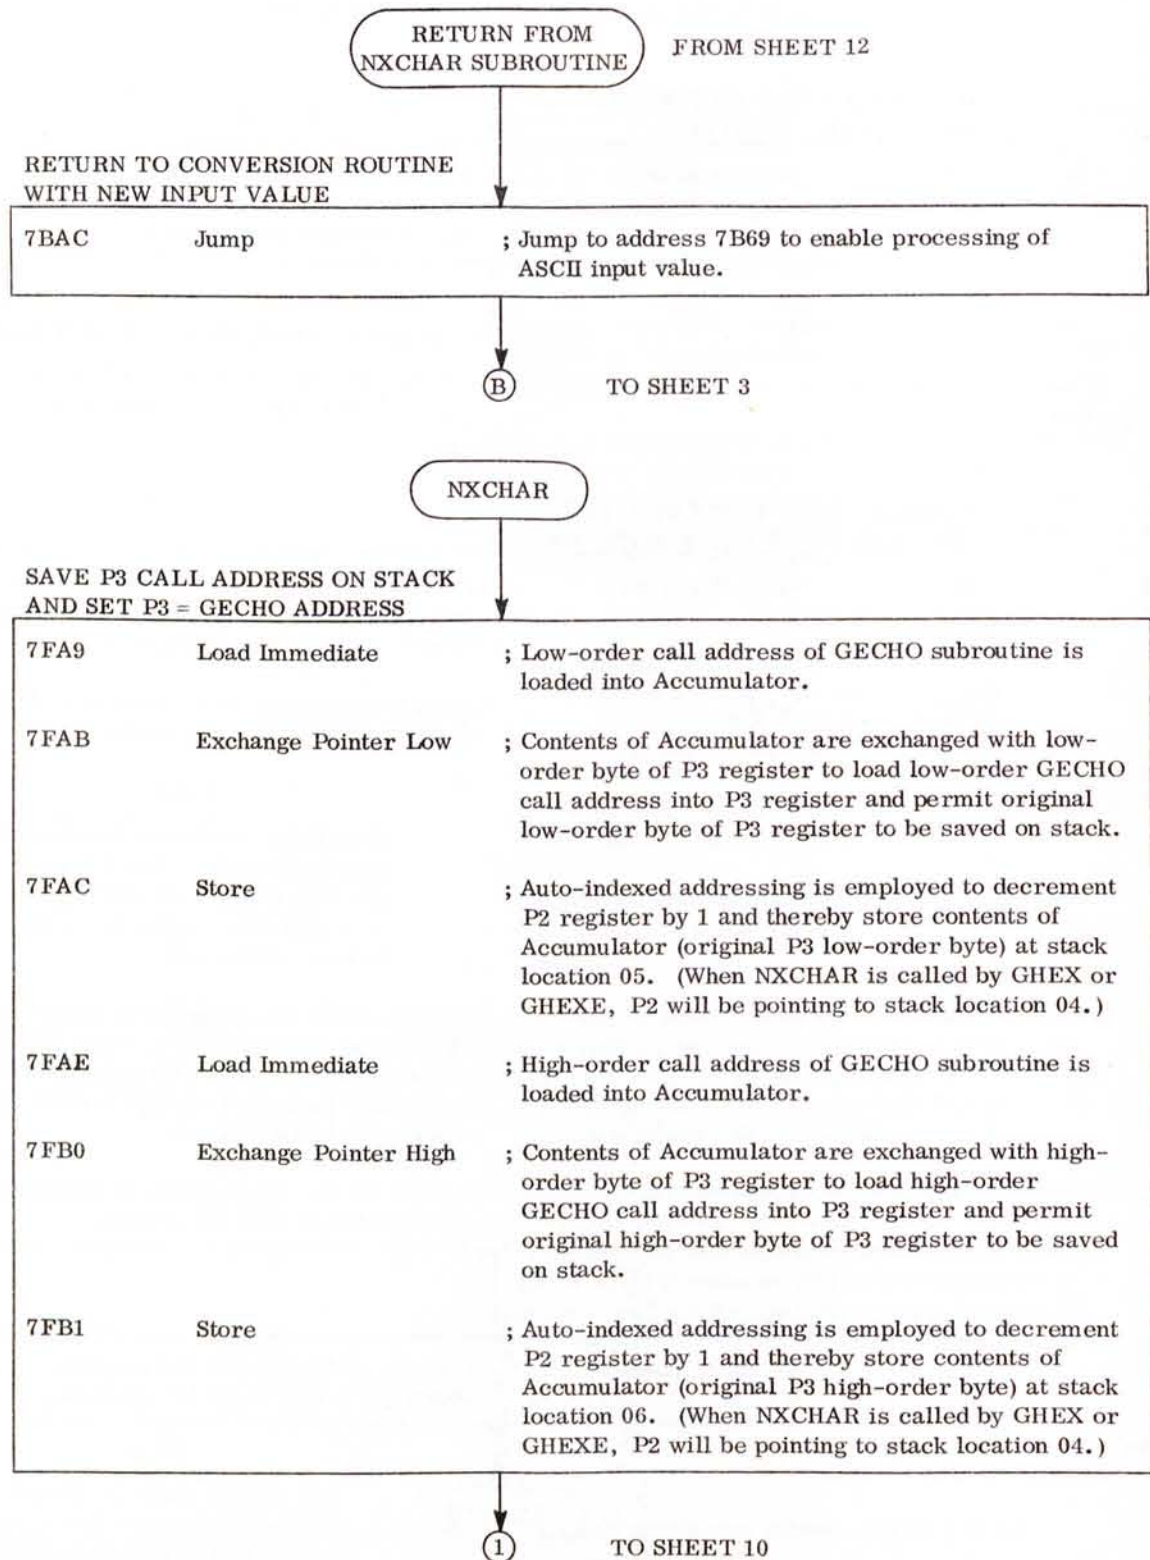 RETURN FROM
NXCHAR SUBROUTINE
FROM SHEET 12
RETURN TO CONVERSION ROUTINE
WITH NEW INPUT VALUE
7BAC Jump ; Jump to address 7B69 to enable processing of
ASCII input value.
B TO SHEET 3
NXCHAR
SAVE P3 CALL ADDRESS ON STACK
AND SET P3 = GECHO ADDRESS
7FA9 Load Immediate ; Low-order call address of GECHO subroutine is
loaded into Accumulator.
7FAB Exchange Pointer Low ; Contents of Accumulator are exchanged with low-
order byte of P3 register to load low-order GECHO
call address into P3 register and permit original
low-order byte of P3 register to be saved on stack.
7FAC Store ; Auto-indexed addressing is employed to decrement
P2 register by 1 and thereby store contents of
Accumulator (original P3 low-order byte) at stack
location 05. (When NXCHAR is called by GHEX or
GHEXE, P2 will be pointing to stack location 04.)
7FAE Load Immediate ; High-order call address of GECHO subroutine is
loaded into Accumulator.
7FB0 Exchange Pointer High ; Contents of Accumulator are exchanged with high-
order byte of P3 register to load high-order
GECHO call address into P3 register and permit
original high-order byte of P3 register to be saved
on stack.
7FB1 Store ; Auto-indexed addressing is employed to decrement
P2 register by 1 and thereby store contents of
Accumulator (original P3 high-order byte) at stack
location 06. (When NXCHAR is called by GHEX or
GHEXE, P2 will be pointing to stack location 04.)
1 TO SHEET 10